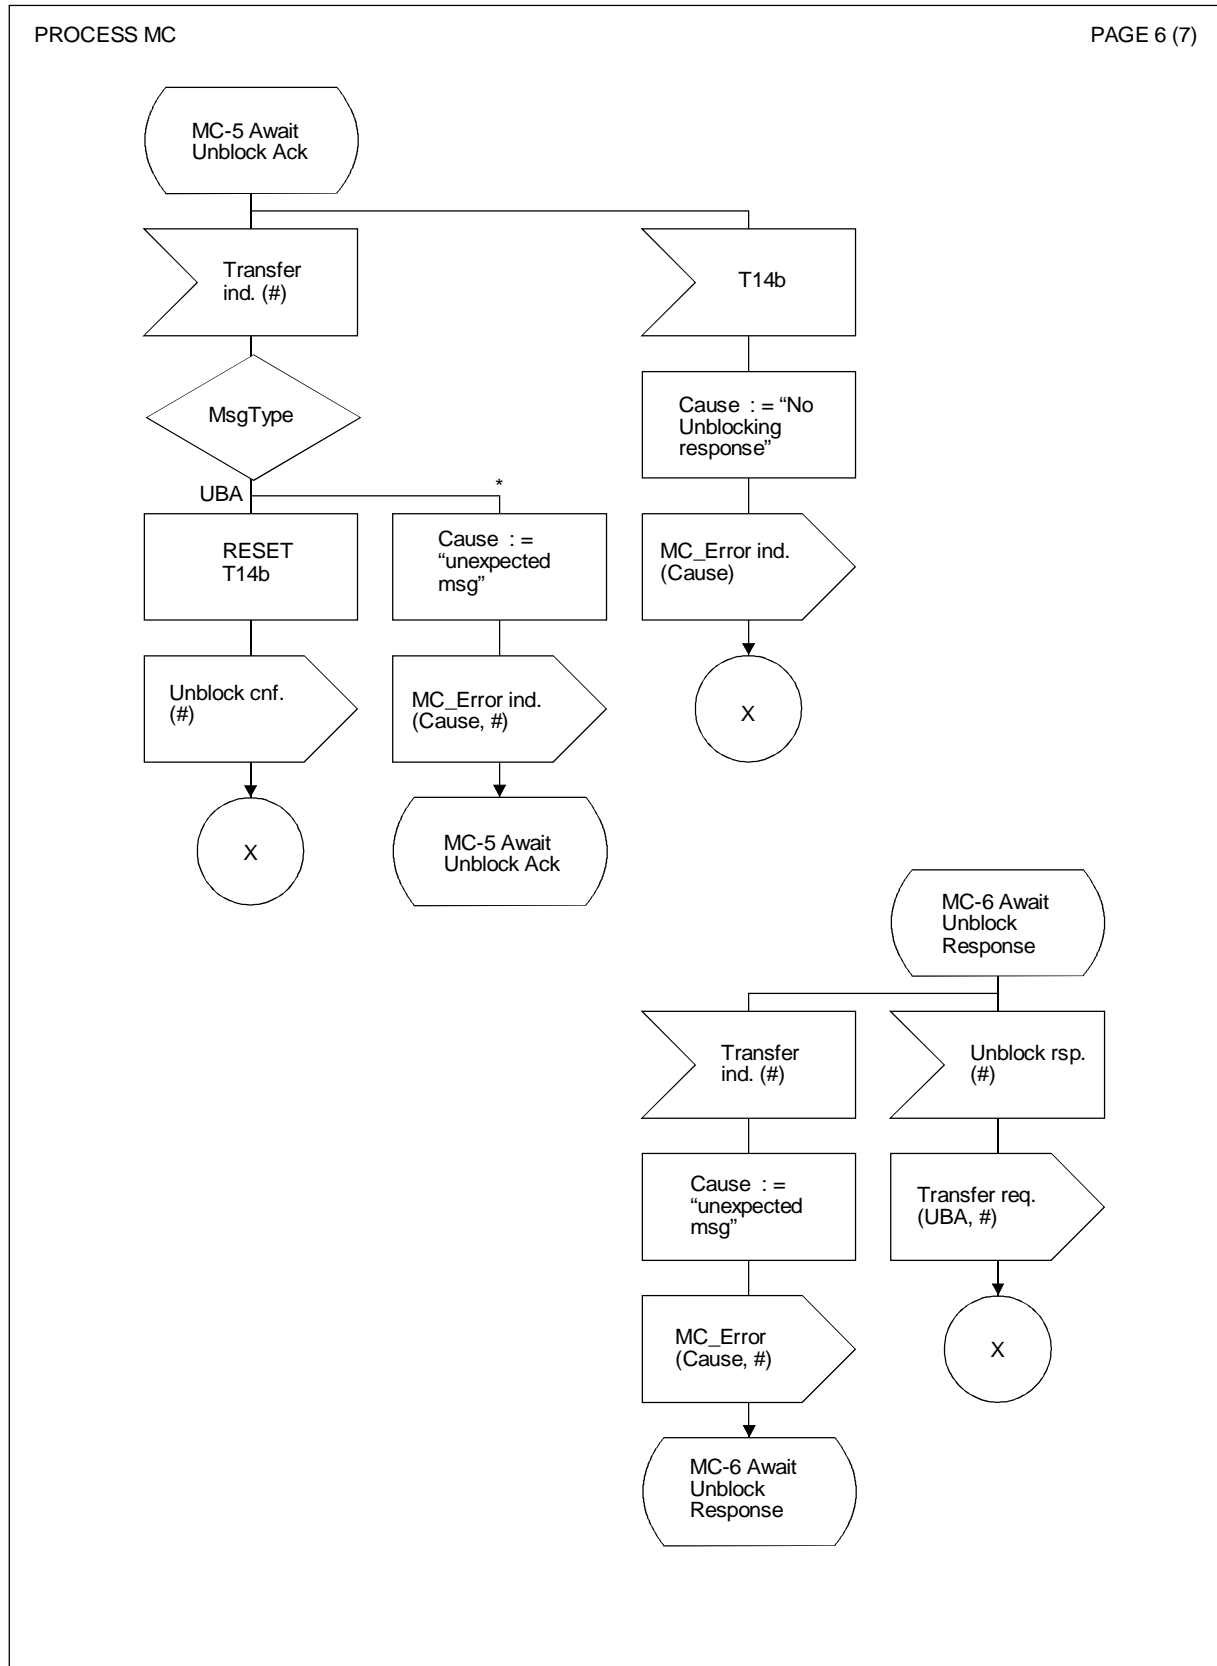 PROCESS MC
PAGE 6 (7)
MC-5 Await
Unblock Ack
Transfer
ind. (#)
T14b
MsgType
Cause : = “No
Unblocking
response”
UBA
*
RESET
T14b
Cause : =
“unexpected
msg”
MC_Error ind.
(Cause)
Unblock cnf.
(#)
MC_Error ind.
(Cause, #)
X
X
MC-5 Await
Unblock Ack
MC-6 Await
Unblock
Response
Transfer
ind. (#)
Unblock rsp.
(#)
Cause : =
“unexpected
msg”
Transfer req.
(UBA, #)
MC_Error
(Cause, #)
X
MC-6 Await
Unblock
Response